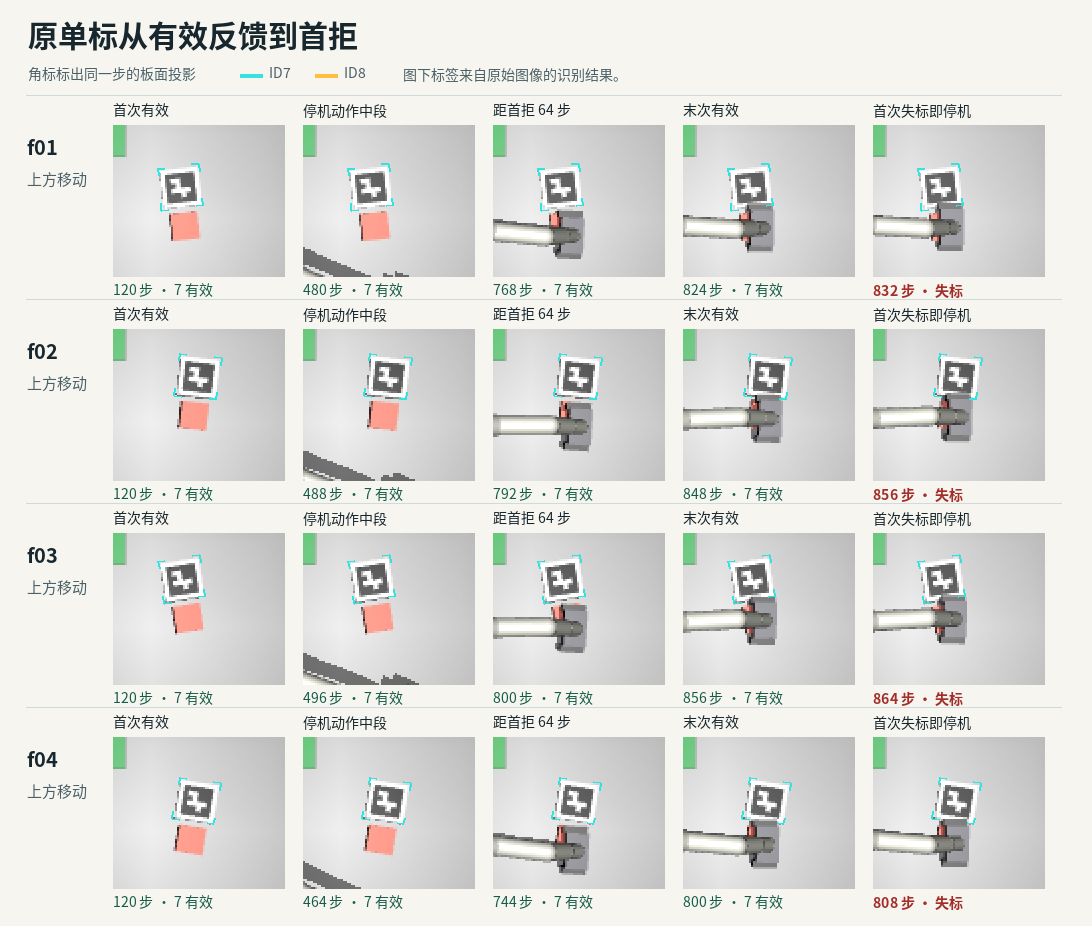 原单标从有效反馈到首拒
角标标出同一步的板面投影 ID7 ID8 图下标签来自原始图像的识别结果。
首次有效 停机动作中段 距首拒 64 步 末次有效 首次失标即停机
f01
上方移动
120 步 · 7 有效 480 步 · 7 有效 768 步 · 7 有效 824 步 · 7 有效 832 步 · 失标
首次有效 停机动作中段 距首拒 64 步 末次有效 首次失标即停机
f02
上方移动
120 步 · 7 有效 488 步 · 7 有效 792 步 · 7 有效 848 步 · 7 有效 856 步 · 失标
首次有效 停机动作中段 距首拒 64 步 末次有效 首次失标即停机
f03
上方移动
120 步 · 7 有效 496 步 · 7 有效 800 步 · 7 有效 856 步 · 7 有效 864 步 · 失标
首次有效 停机动作中段 距首拒 64 步 末次有效 首次失标即停机
f04
上方移动
120 步 · 7 有效 464 步 · 7 有效 744 步 · 7 有效 800 步 · 7 有效 808 步 · 失标